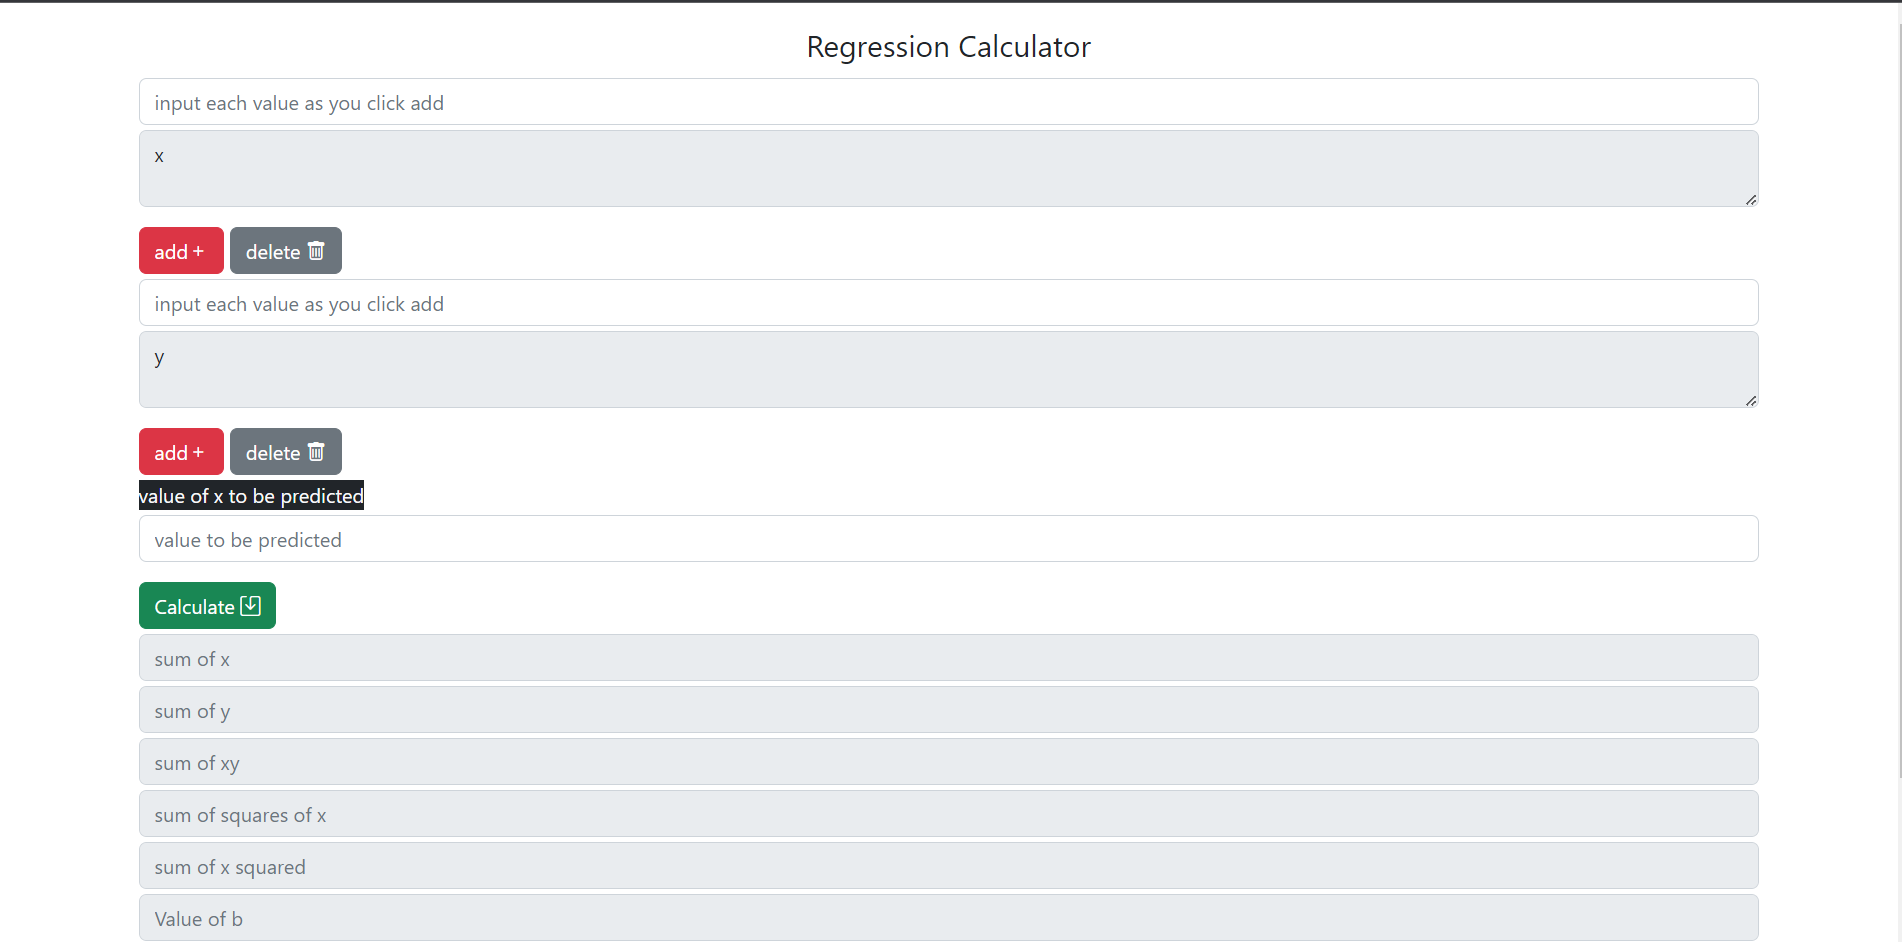 Regression Calculator
input each value as you click add
x
add + delete
input each value as you click add
y
add + delete
value of x to be predicted
value to be predicted
Calculate
sum of x
sum of y
sum of xy
sum of squares of x
sum of x squared
Value of b